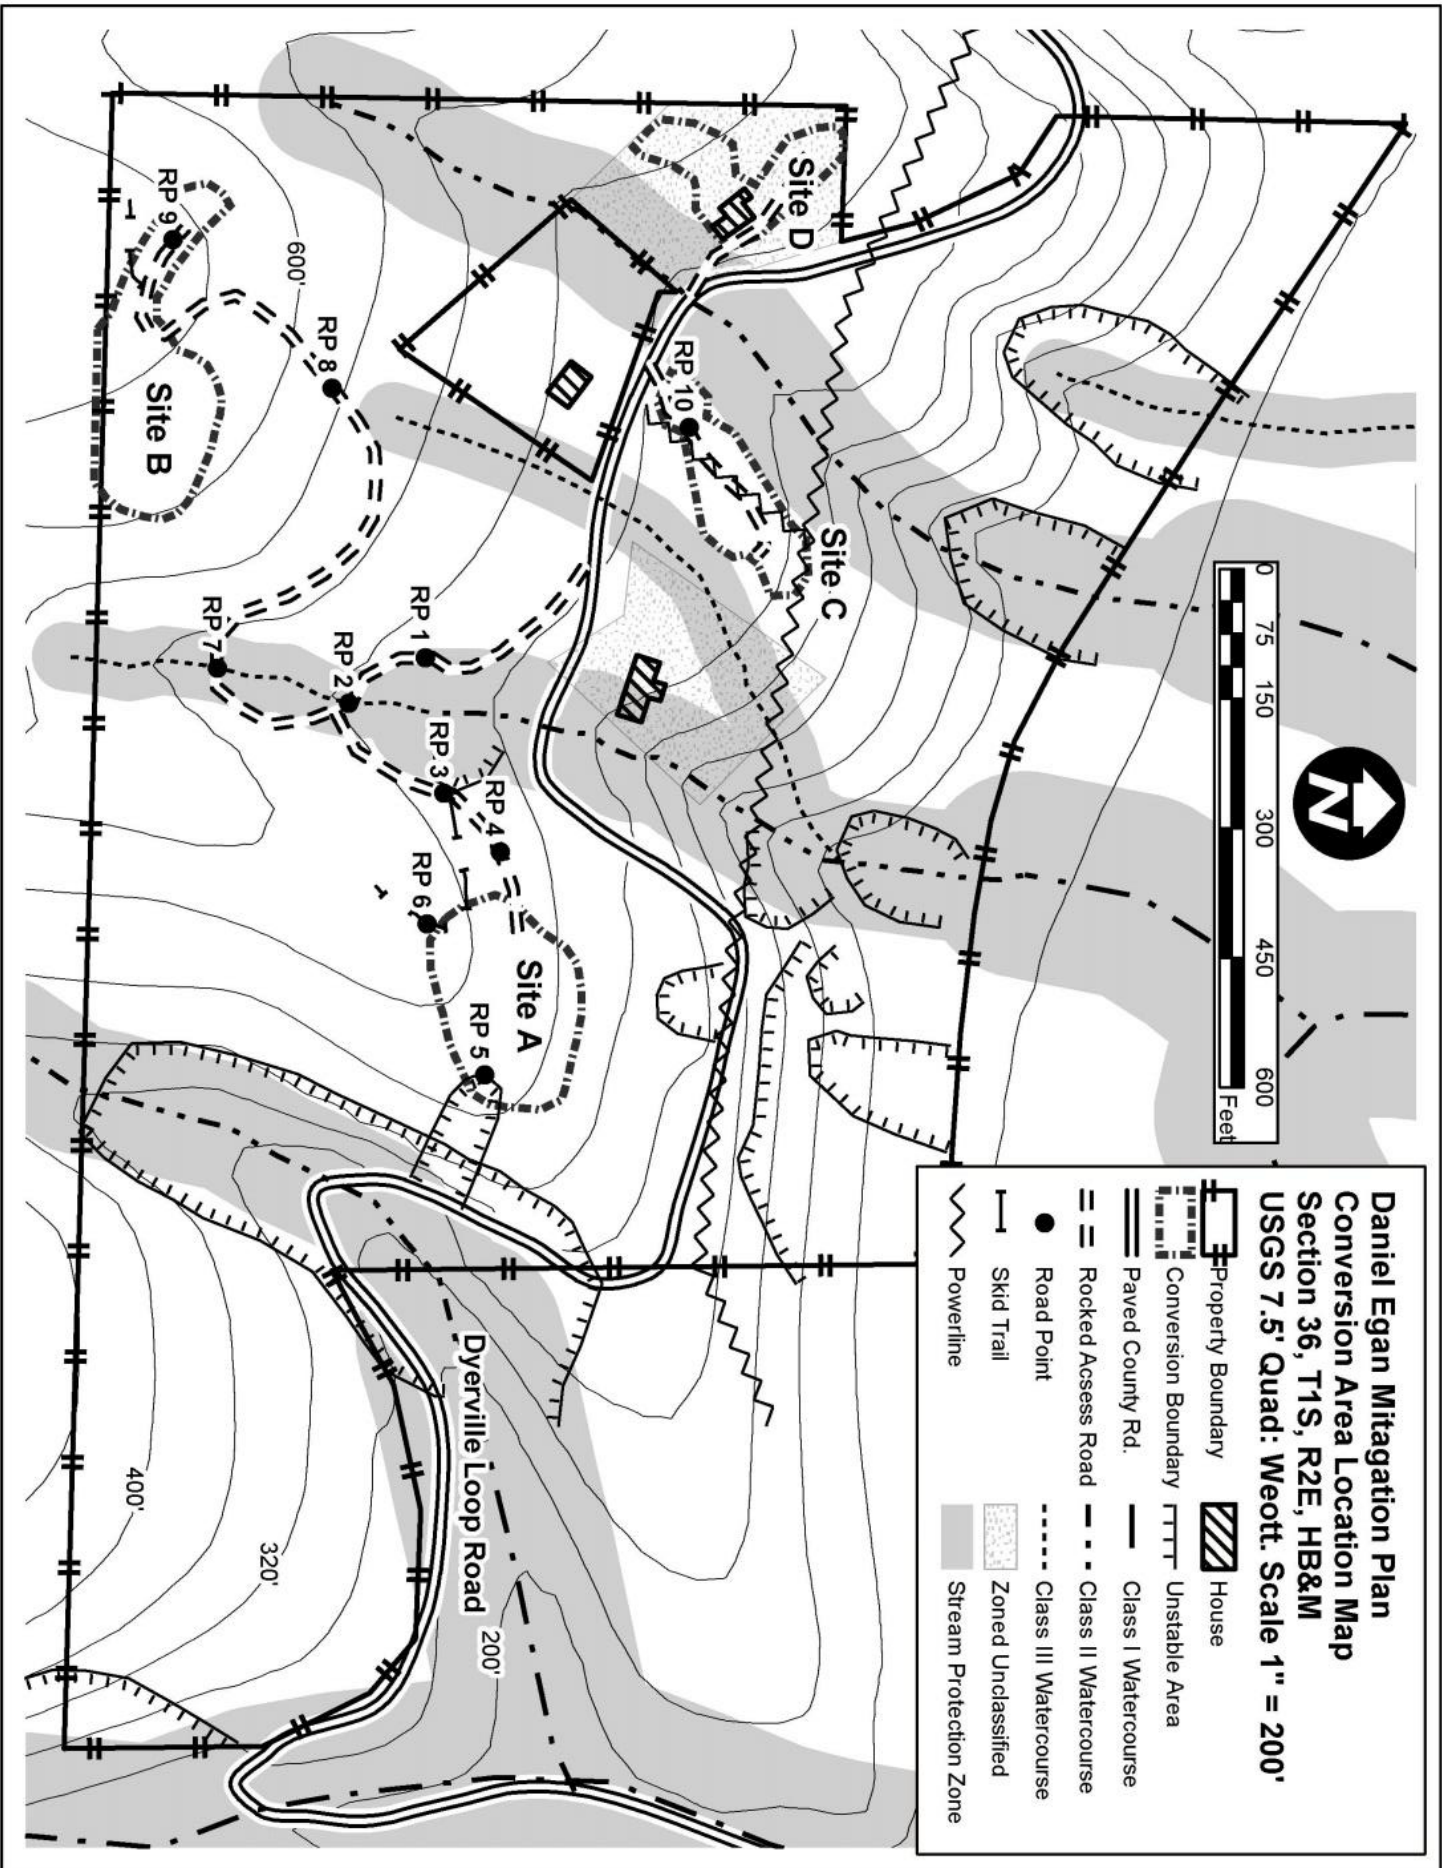 Daniel Egan Mitagation Plan
Conversion Area Location Map
Section 36, T1S, R2E, HB&M
USGS 7.5' Quad: Weott. Scale 1" = 200'
Property Boundary
Conversion Boundary
Paved County Rd.
Rocked Acsess Road
Road Point
Skid Trail
Powerline
House
Unstable Area
Class I Watercourse
Class II Watercourse
Class III Watercourse
Zoned Unclassified
Stream Protection Zone
N
0 75 150 300 450 600
Feet
Site D
Site C
RP 10
RP 9
600'
RP 8
Site B
RP 1
RP 7
RP 2
RP 3
RP 4
RP 6
Site A
RP 5
Dyerville Loop Road
200'
400'
320'